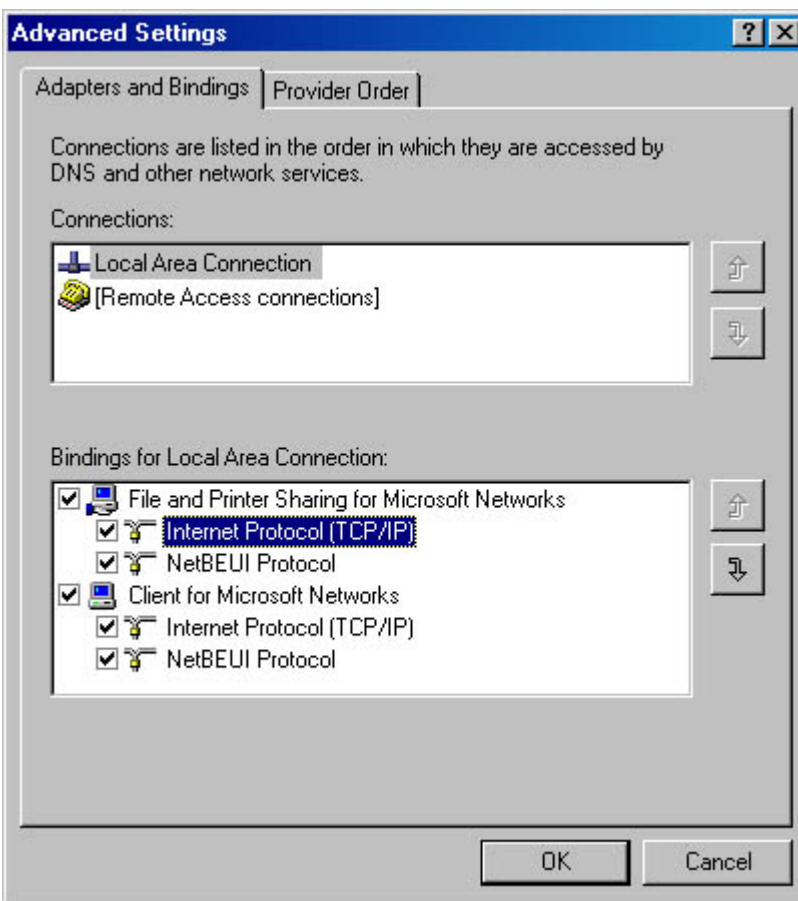 Advanced Settings
Adapters and Bindings
Provider Order
Connections are listed in the order in which they are accessed by
DNS and other network services.
Connections:
Local Area Connection
[Remote Access connections]
Bindings for Local Area Connection:
File and Printer Sharing for Microsoft Networks
Internet Protocol (TCP/IP)
NetBEUI Protocol
Client for Microsoft Networks
Internet Protocol (TCP/IP)
NetBEUI Protocol
OK
Cancel